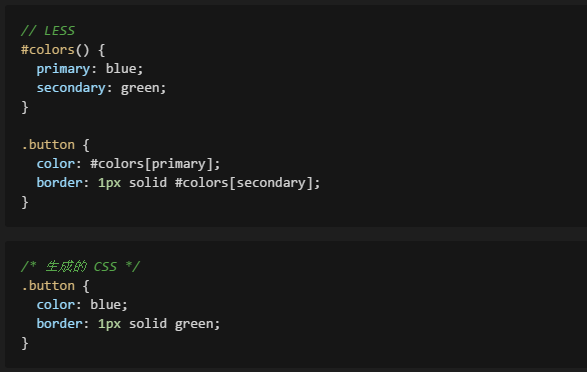 // LESS
#colors() {
  primary: blue;
  secondary: green;
}
.button {
  color: #colors[primary];
  border: 1px solid #colors[secondary];
}
/* 生成的 CSS */
.button {
  color: blue;
  border: 1px solid green;
}